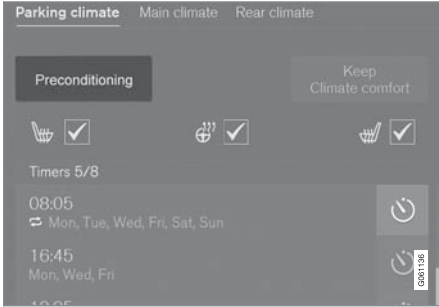 Parking climate Main climate Rear climate
Preconditioning
Keep
Climate comfort
Timers 5/8
08:05
Mon, Tue, Wed, Fri, Sat, Sun
16:45
Mon, Wed, Fri
G061136